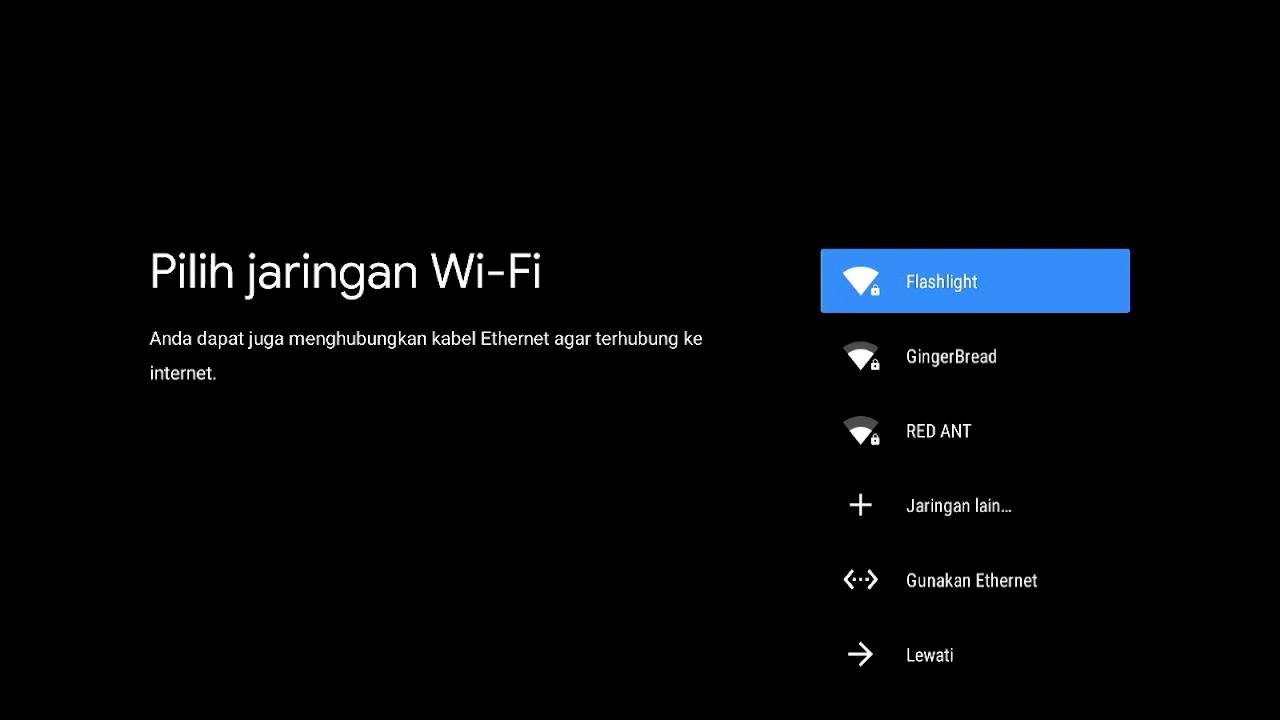 Pilih jaringan Wi-Fi
Anda dapat juga menghubungkan kabel Ethernet agar terhubung ke
internet.
Flashlight
GingerBread
RED ANT
Jaringan lain...
Gunakan Ethernet
Lewati